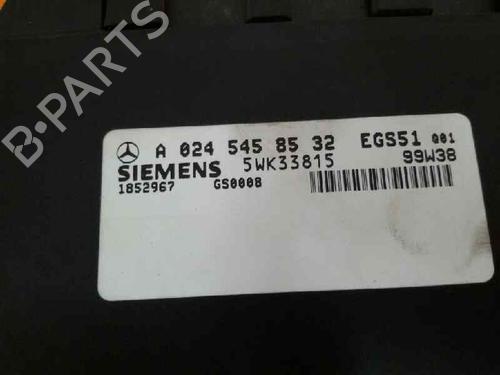 A 024 545 85 32 EGS51 001
SIEMENS 5WK33815 99W38
1852967 GS0008
B-PARTS